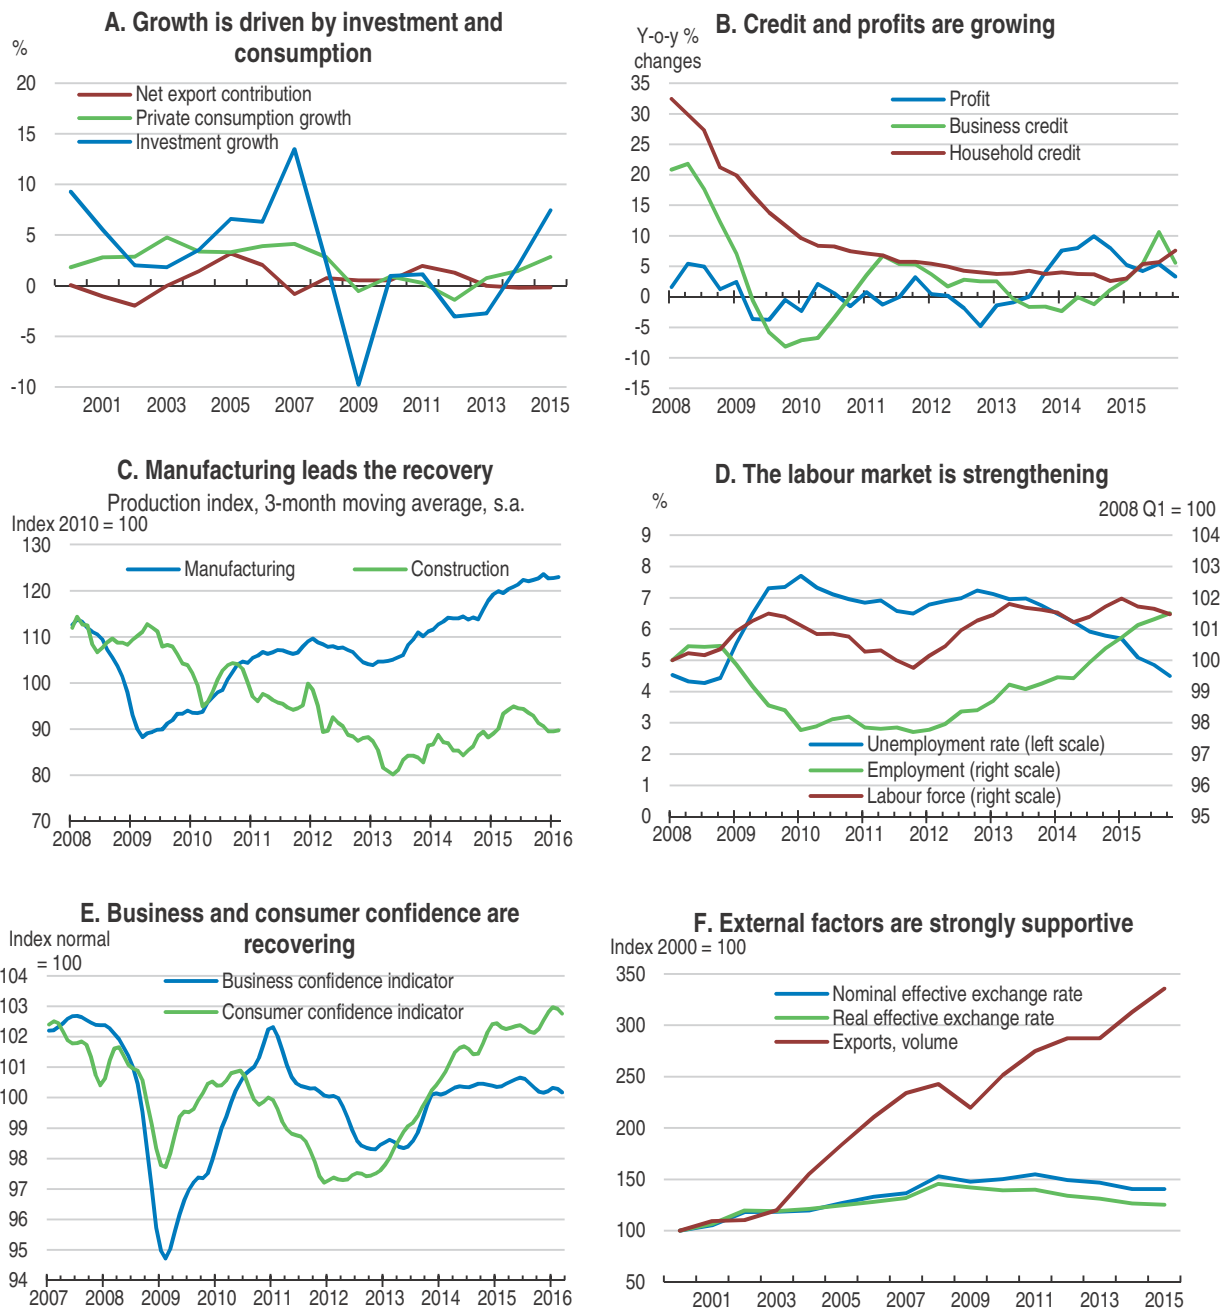 A. Growth is driven by investment and
consumption
%
20
15
10
5
0
-5
-10
Net export contribution
Private consumption growth
Investment growth
2001 2003 2005 2007 2009 2011 2013 2015
B. Credit and profits are growing
Y-o-y %
changes
35
30
25
20
15
10
5
0
-5
-10
-15
Profit
Business credit
Household credit
2008 2009 2010 2011 2012 2013 2014 2015
C. Manufacturing leads the recovery
Production index, 3-month moving average, s.a.
Index 2010 = 100
130
120
110
100
90
80
70
Manufacturing
Construction
2008 2009 2010 2011 2012 2013 2014 2015 2016
D. The labour market is strengthening
%
2008 Q1 = 100
9
8
7
6
5
4
3
2
1
0
104
103
102
101
100
99
98
97
96
95
Unemployment rate (left scale)
Employment (right scale)
Labour force (right scale)
2008 2009 2010 2011 2012 2013 2014 2015
E. Business and consumer confidence are
recovering
Index normal
= 100
104
103
102
101
100
99
98
97
96
95
94
Business confidence indicator
Consumer confidence indicator
2007 2008 2009 2010 2011 2012 2013 2014 2015 2016
F. External factors are strongly supportive
Index 2000 = 100
350
300
250
200
150
100
50
Nominal effective exchange rate
Real effective exchange rate
Exports, volume
2001 2003 2005 2007 2009 2011 2013 2015